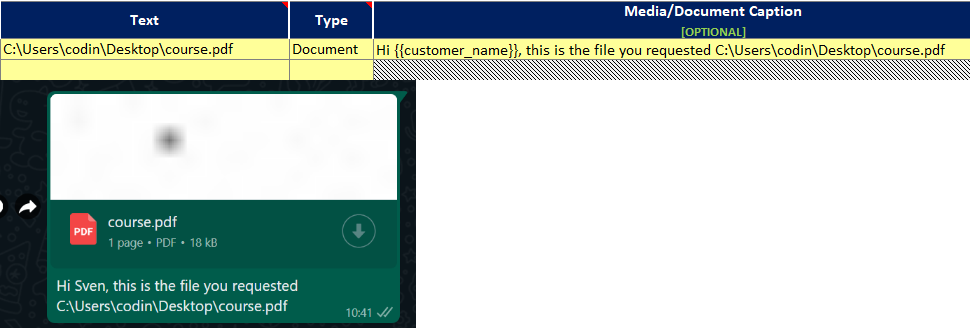 Text Type Media/Document Caption
[OPTIONAL]
C:\Users\codin\Desktop\course.pdf Document Hi {{customer_name}}, this is the file you requested C:\Users\codin\Desktop\course.pdf
PDF
course.pdf
1 page • PDF • 18 kB
Hi Sven, this is the file you requested
C:\Users\codin\Desktop\course.pdf
10:41